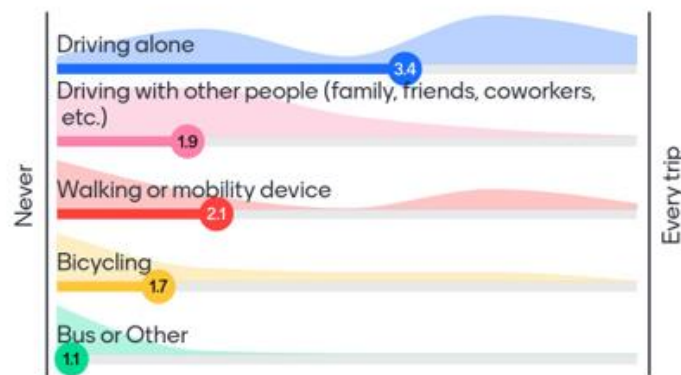 Driving alone
3.4
Driving with other people (family, friends, coworkers,
etc.)
1.9
Never
Walking or mobility device
2.1
Every trip
Bicycling
1.7
Bus or Other
1.1